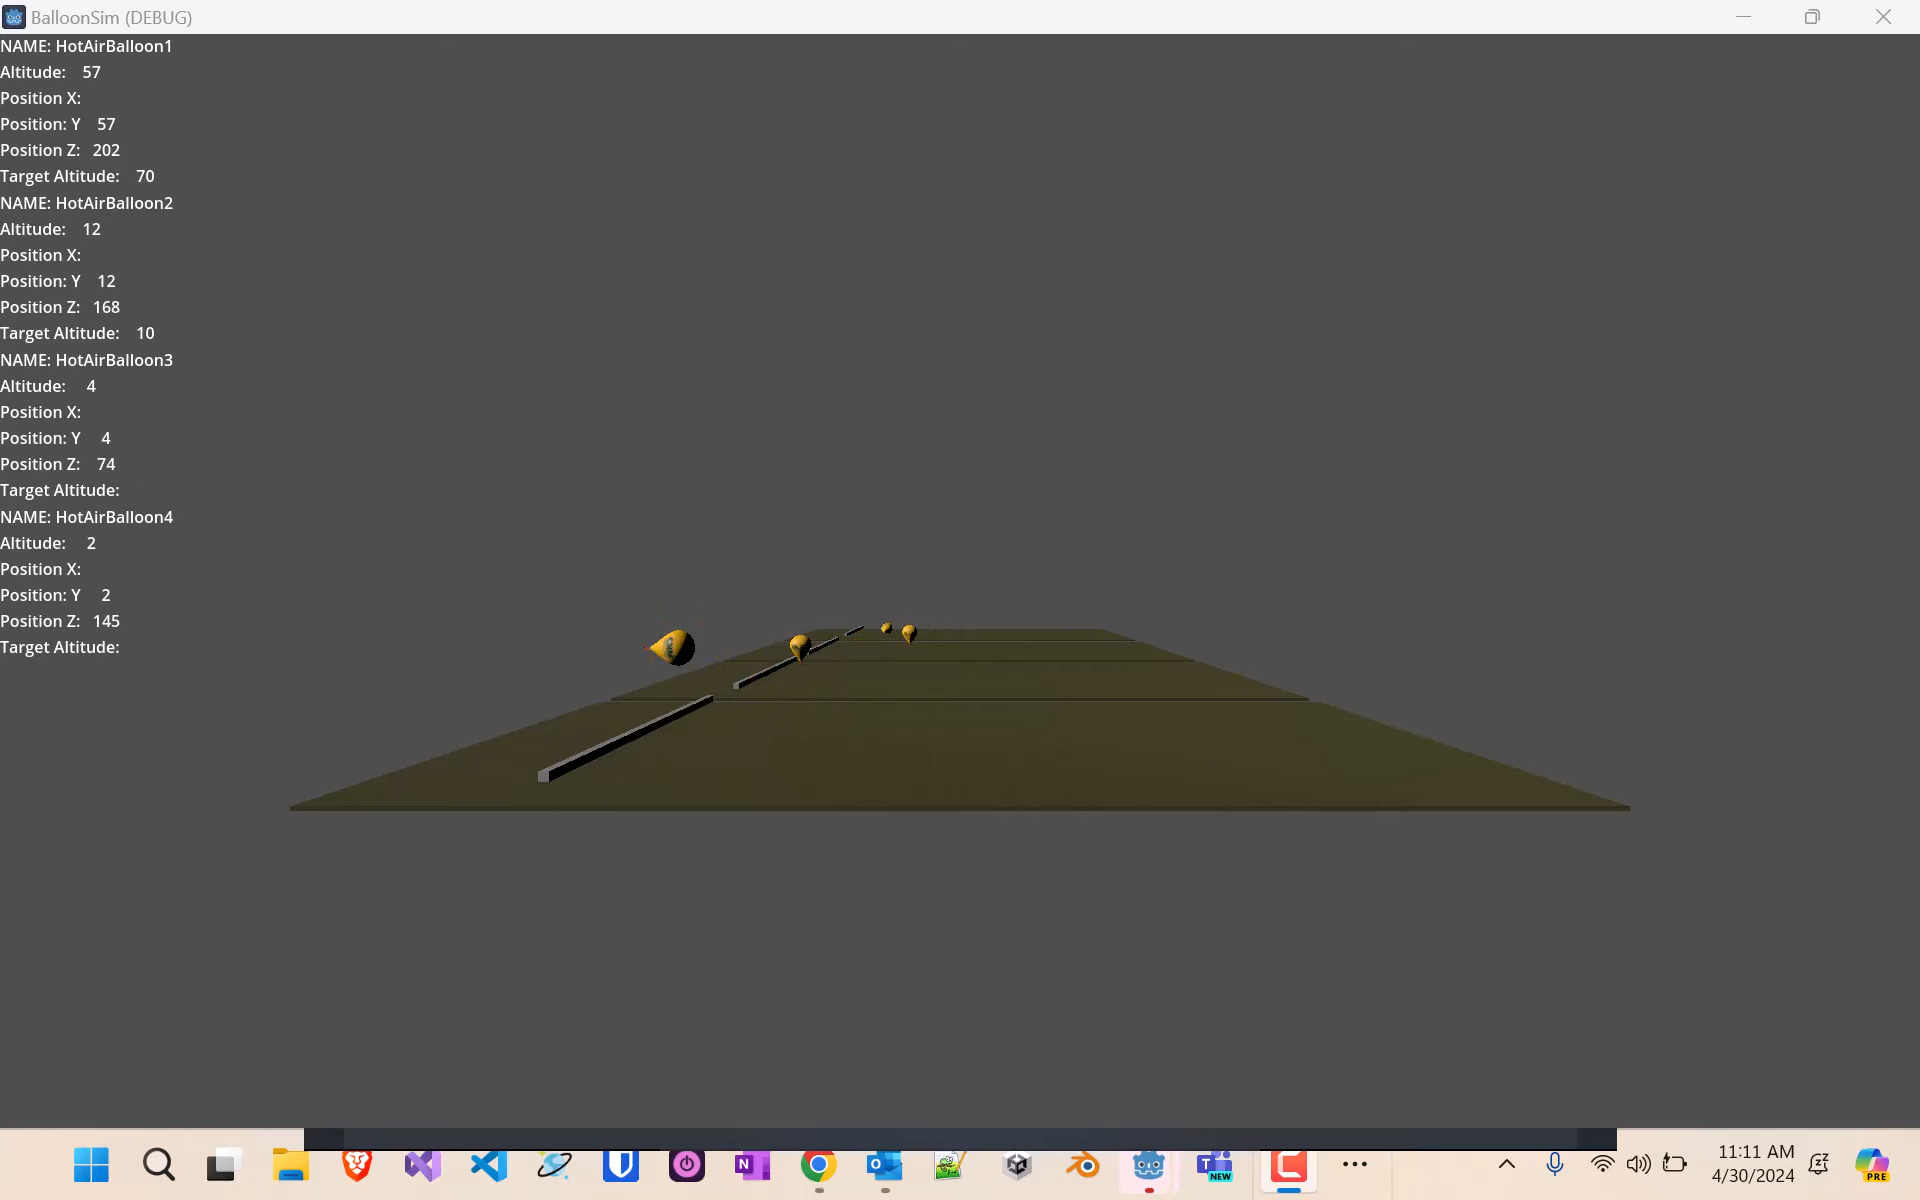 BalloonSim (DEBUG)
NAME: HotAirBalloon1
Altitude: 57
Position X:
Position: Y 57
Position Z: 202
Target Altitude: 70
NAME: HotAirBalloon2
Altitude: 12
Position X:
Position: Y 12
Position Z: 168
Target Altitude: 10
NAME: HotAirBalloon3
Altitude: 4
Position X:
Position: Y 4
Position Z: 74
Target Altitude:
NAME: HotAirBalloon4
Altitude: 2
Position X:
Position: Y 2
Position Z: 145
Target Altitude:
NEW
11:11 AM
4/30/2024
PRE